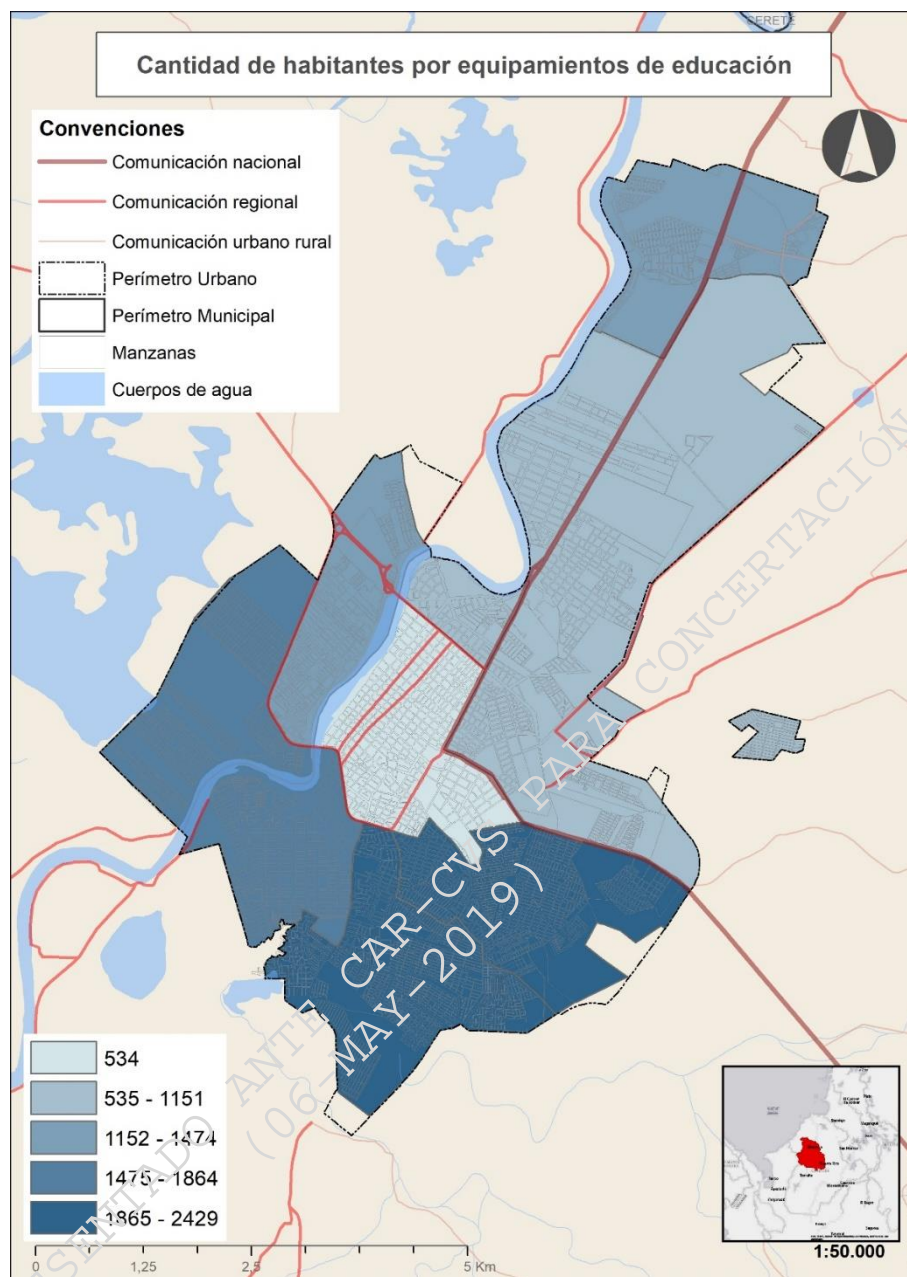 CERETÉ
Cantidad de habitantes por equipamientos de educación
Convenciones
Comunicación nacional
Comunicación regional
Comunicación urbano rural
Perímetro Urbano
Perímetro Municipal
Manzanas
Cuerpos de agua
SENTADO ANTE CAR-CVS PARA CONCERTACIÓN
(06-MAY-2019)
534
535 - 1151
1152 - 1474
1475 - 1864
1865 - 2429
0 1,25 2,5 5 Km
1:50.000